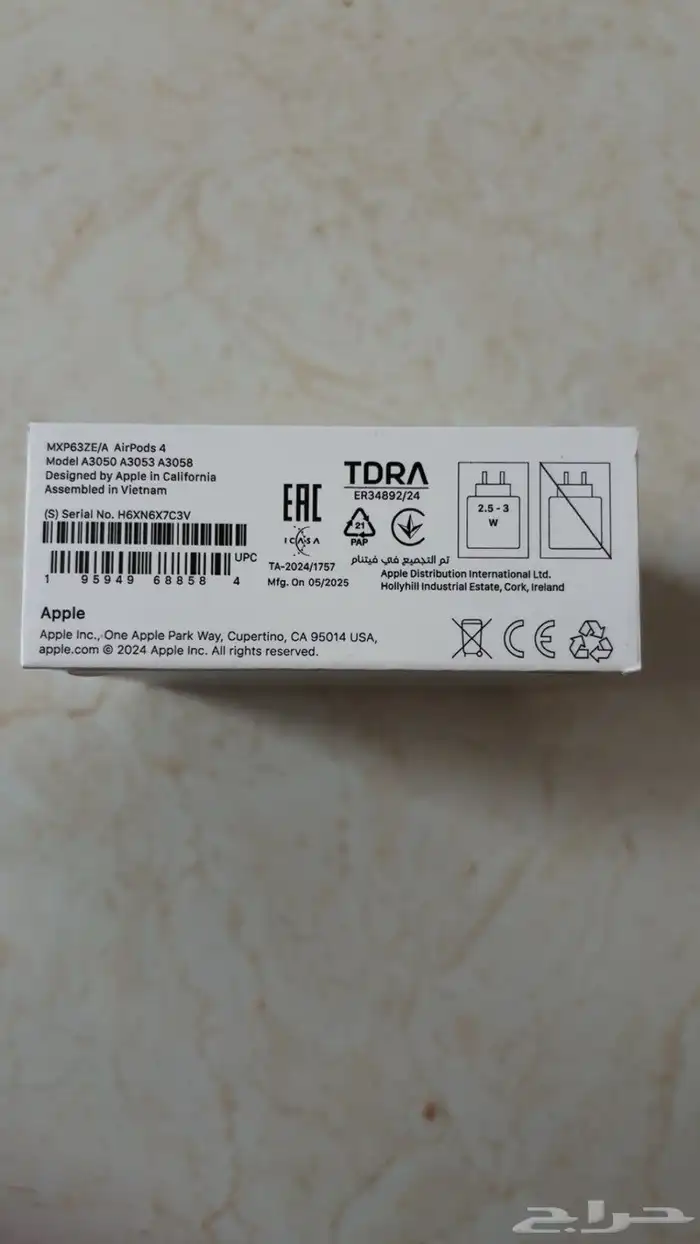 MXP63ZE/A AirPods 4
Model A3050 A3053 A3058
Designed by Apple in California
Assembled in Vietnam
(S) Serial No. H6XN6X7C3V
UPC
1 95949 68858 4
EAC
ICASA
TA-2024/1757
Mfg. On 05/2025
TDRA
ER34892/24
21
PAP
تم التجميع في فيتنام
Apple Distribution International Ltd.
Hollyhill Industrial Estate, Cork, Ireland
2.5 - 3
W
Apple
Apple Inc., One Apple Park Way, Cupertino, CA 95014 USA,
apple.com © 2024 Apple Inc. All rights reserved.
CE
حراج